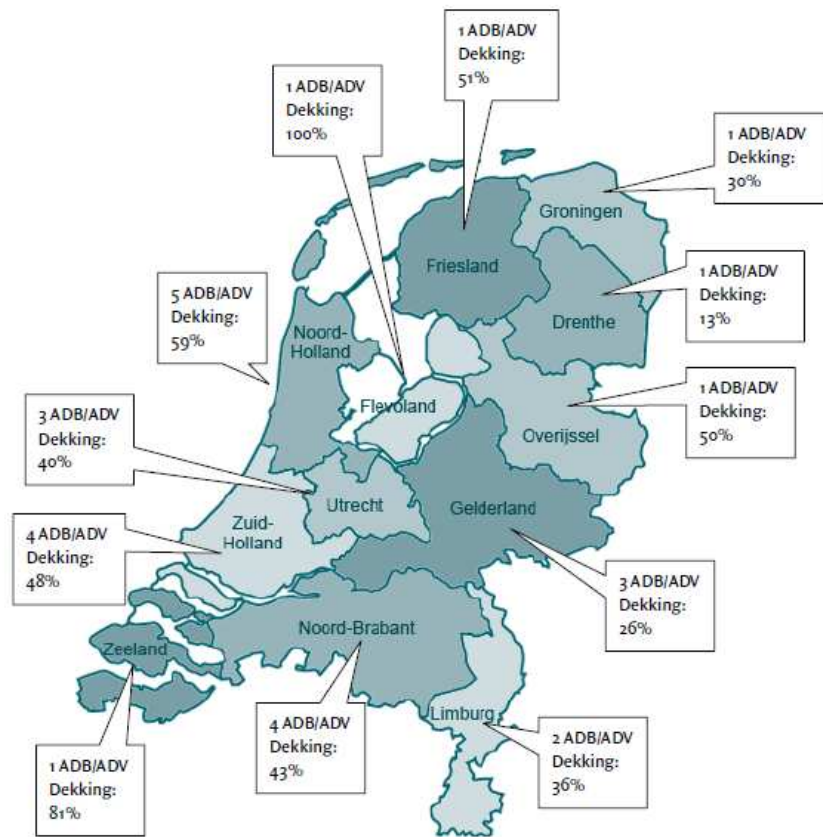 1 ADB/ADV
Dekking:
51%
1 ADB/ADV
Dekking:
100%
1 ADB/ADV
Dekking:
30%
Groningen
Friesland
1 ADB/ADV
Dekking:
13%
Drenthe
5 ADB/ADV
Dekking:
59%
Noord-
Holland
Flevoland
1 ADB/ADV
Dekking:
50%
Overijssel
3 ADB/ADV
Dekking:
40%
Utrecht
Gelderland
Zuid-
Holland
4 ADB/ADV
Dekking:
48%
3 ADB/ADV
Dekking:
26%
Noord-Brabant
Zeeland
Limburg
4 ADB/ADV
Dekking:
43%
2 ADB/ADV
Dekking:
36%
1 ADB/ADV
Dekking:
81%